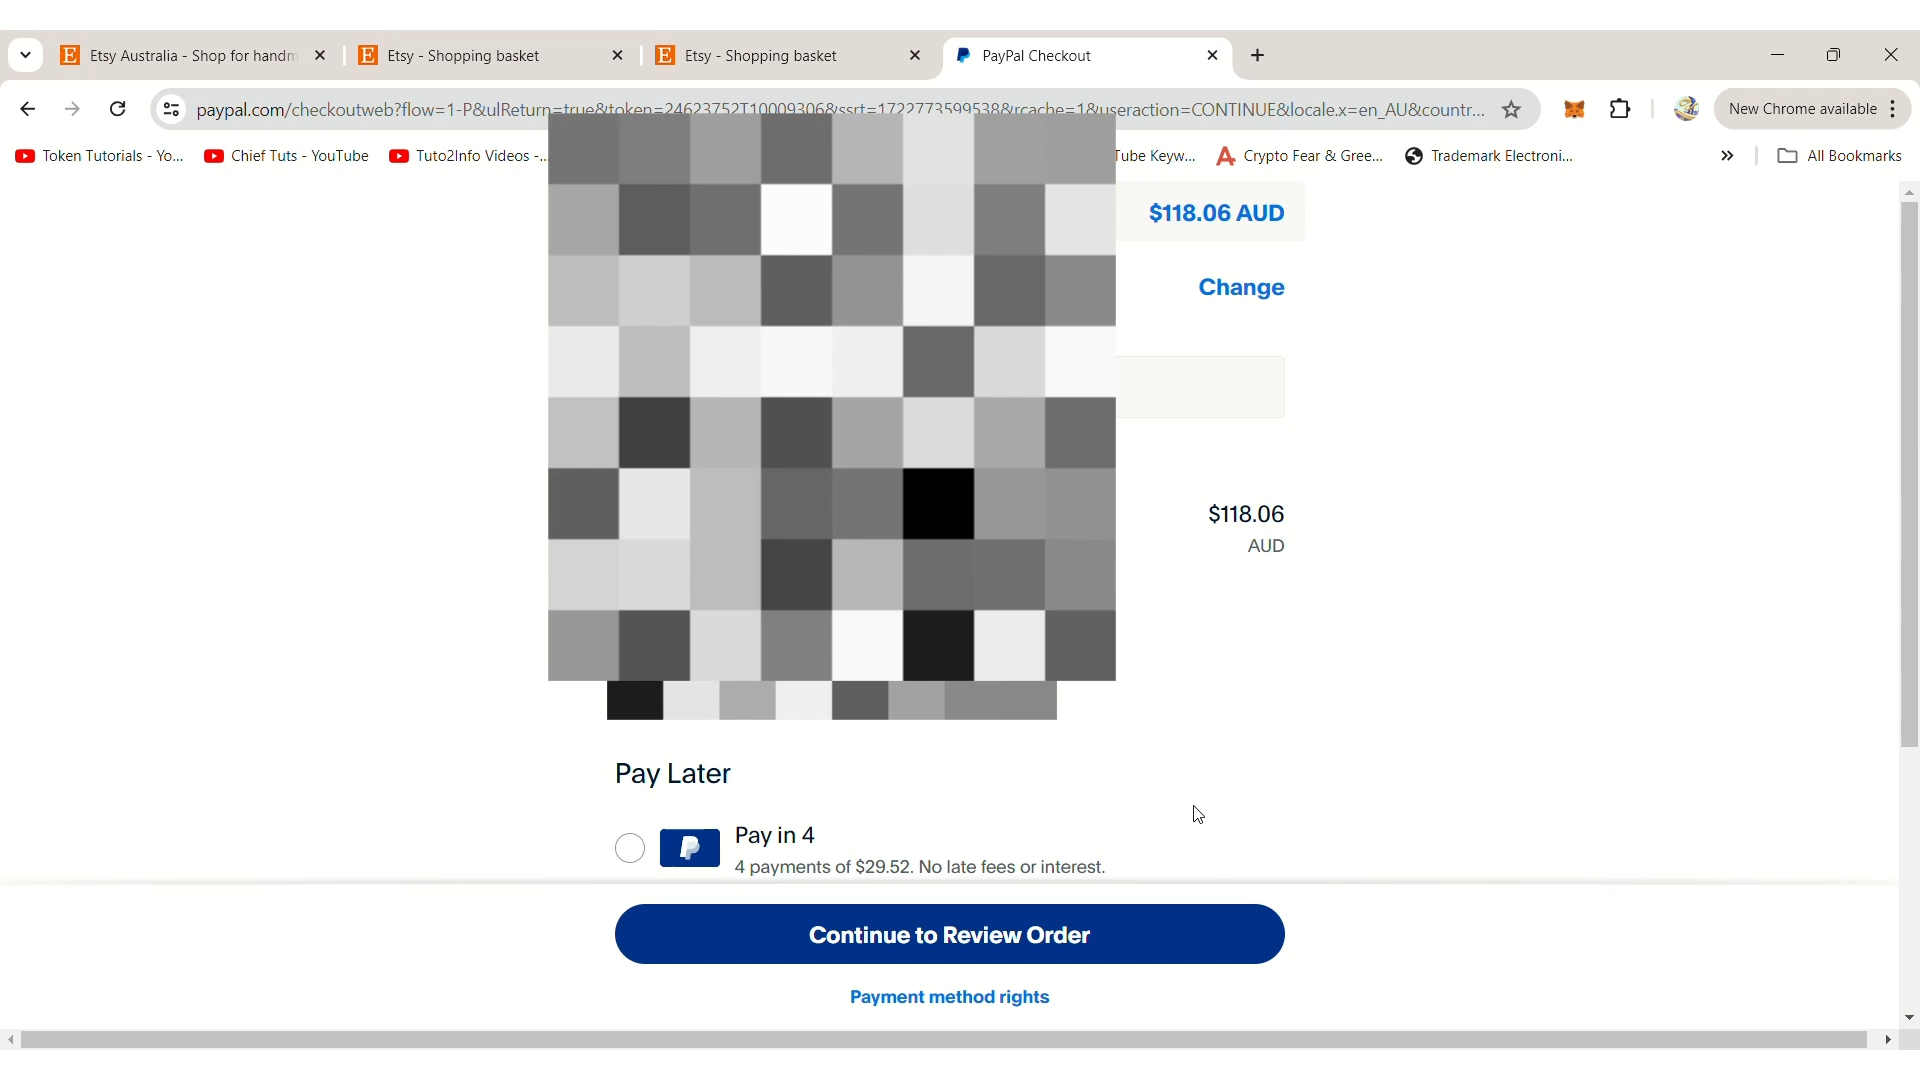 Etsy Australia - Shop for handm
Etsy - Shopping basket
Etsy - Shopping basket
PayPal Checkout
paypal.com/checkoutweb?flow=1-P&ulReturn=true&token=24623752T10009306&ssrt=1722773599538&rcache=1&useraction=CONTINUE&locale.x=en_AU&countr...
New Chrome available
Token Tutorials - Yo...
Chief Tuts - YouTube
Tuto2Info Videos -...
Tube Keyw...
Crypto Fear & Gree...
Trademark Electroni...
All Bookmarks
$118.06 AUD
Change
$118.06
AUD
Pay Later
Pay in 4
4 payments of $29.52. No late fees or interest.
Continue to Review Order
Payment method rights